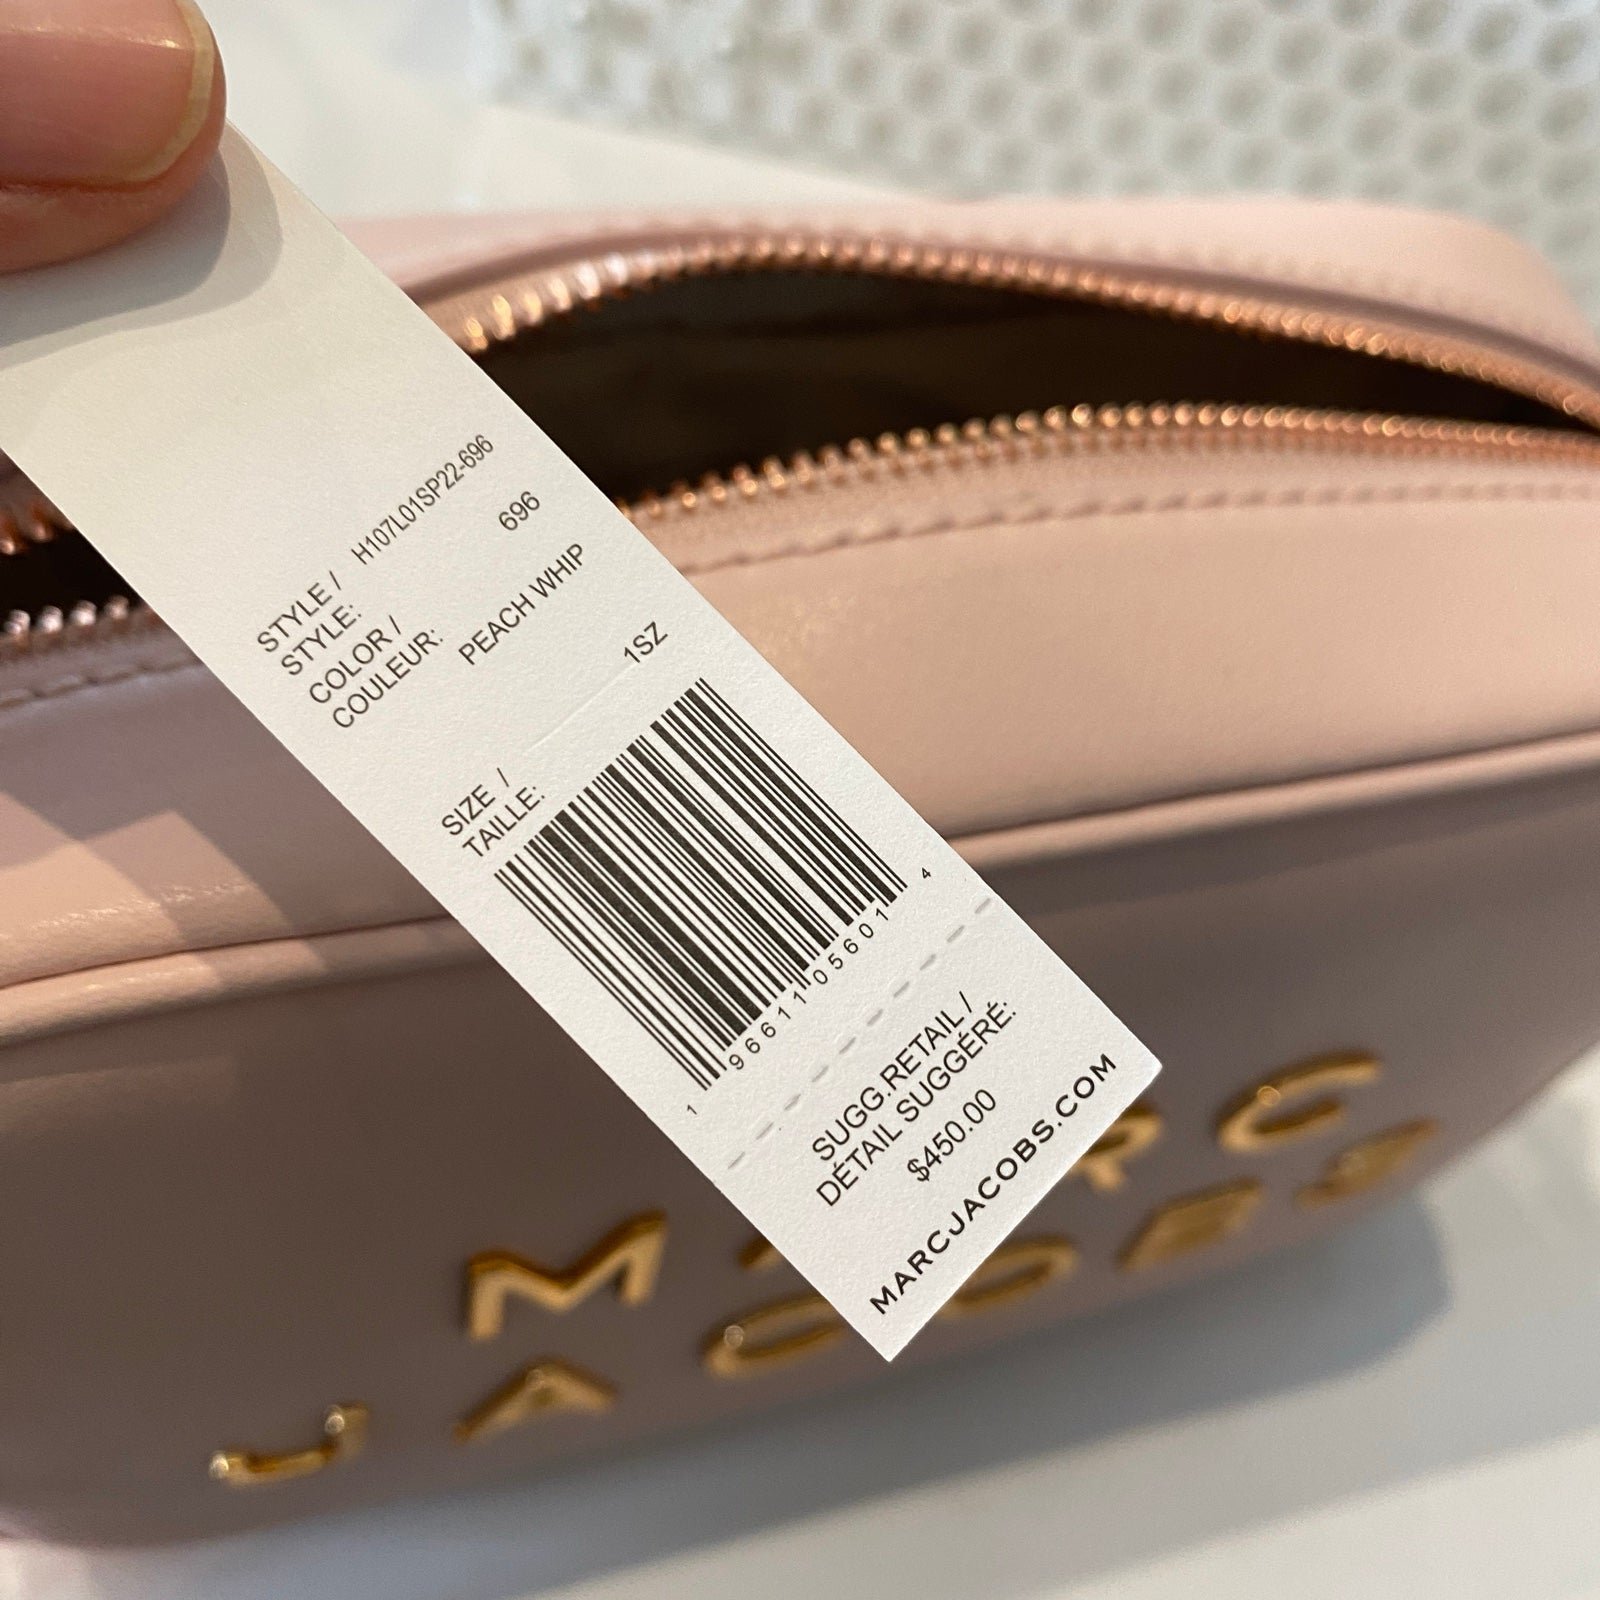 STYLE / H107L01SP22-696
STYLE:
COLOR / 696
COULEUR: PEACH WHIP
SIZE / 1SZ
TAILLE:
1 96611 05601 4
SUGG.RETAIL /
DÉTAIL SUGGÉRÉ:
$450.00
MARCJACOBS.COM
M RC
JACOBS